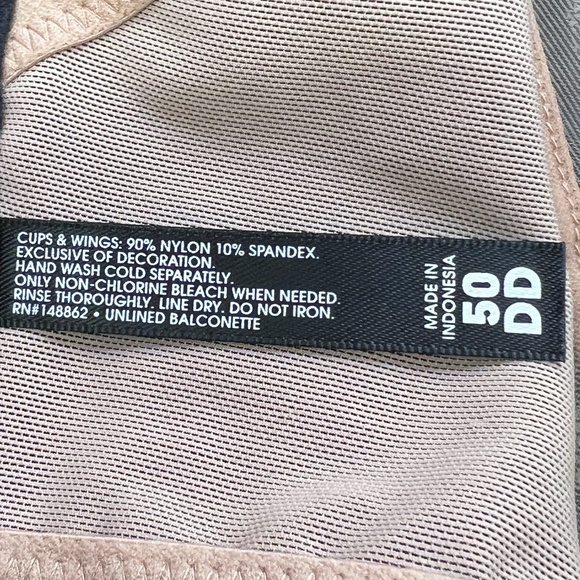 CUPS & WINGS: 90% NYLON 10% SPANDEX.
EXCLUSIVE OF DECORATION.
HAND WASH COLD SEPARATELY.
ONLY NON-CHLORINE BLEACH WHEN NEEDED.
RINSE THOROUGHLY. LINE DRY. DO NOT IRON.
RN#148862 • UNLINED BALCONETTE
MADE IN
INDONESIA
50
DD